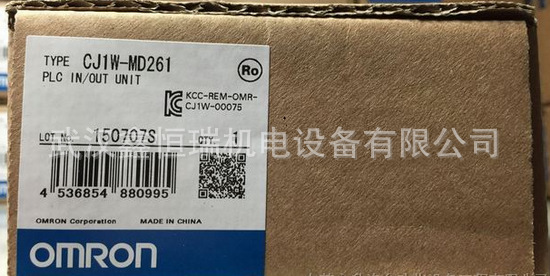 TYPE CJ1W-MD261
PLC IN/OUT UNIT
Ro
KCC-REM-OMR-
CJ1W-00075
LOT NO. 150707S QTY. 1
武汉鑫恒瑞机电设备有限公司
4 536854 880995
OMRON Corporation MADE IN CHINA
OMRON